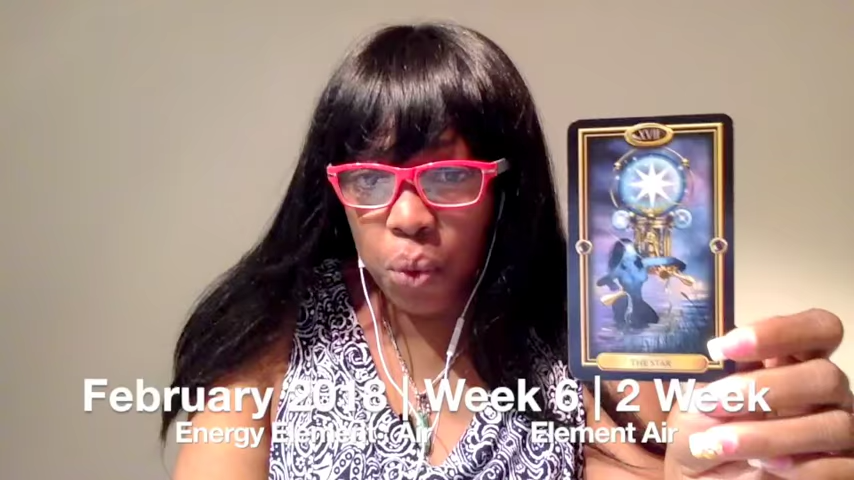 XVII
THE STAR
February 2018 | Week 6 | 2 Week
Energy Element: Air Element Air